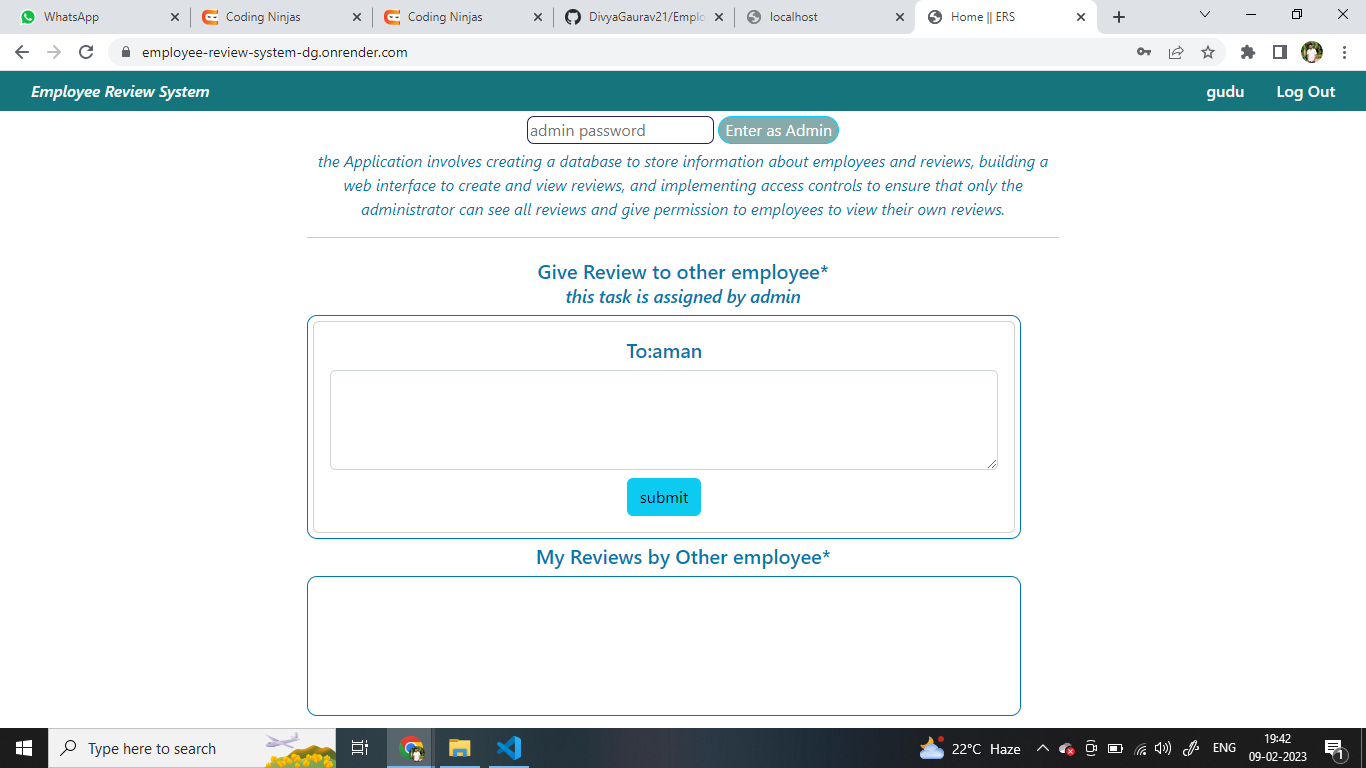 WhatsApp
Coding Ninjas
Coding Ninjas
DivyaGaurav21/Emplo
localhost
Home || ERS
employee-review-system-dg.onrender.com
Employee Review System
gudu
Log Out
admin password
Enter as Admin
the Application involves creating a database to store information about employees and reviews, building a
web interface to create and view reviews, and implementing access controls to ensure that only the
administrator can see all reviews and give permission to employees to view their own reviews.
Give Review to other employee*
this task is assigned by admin
To:aman
submit
My Reviews by Other employee*
Type here to search
22°C Haze
ENG
19:42
09-02-2023
1